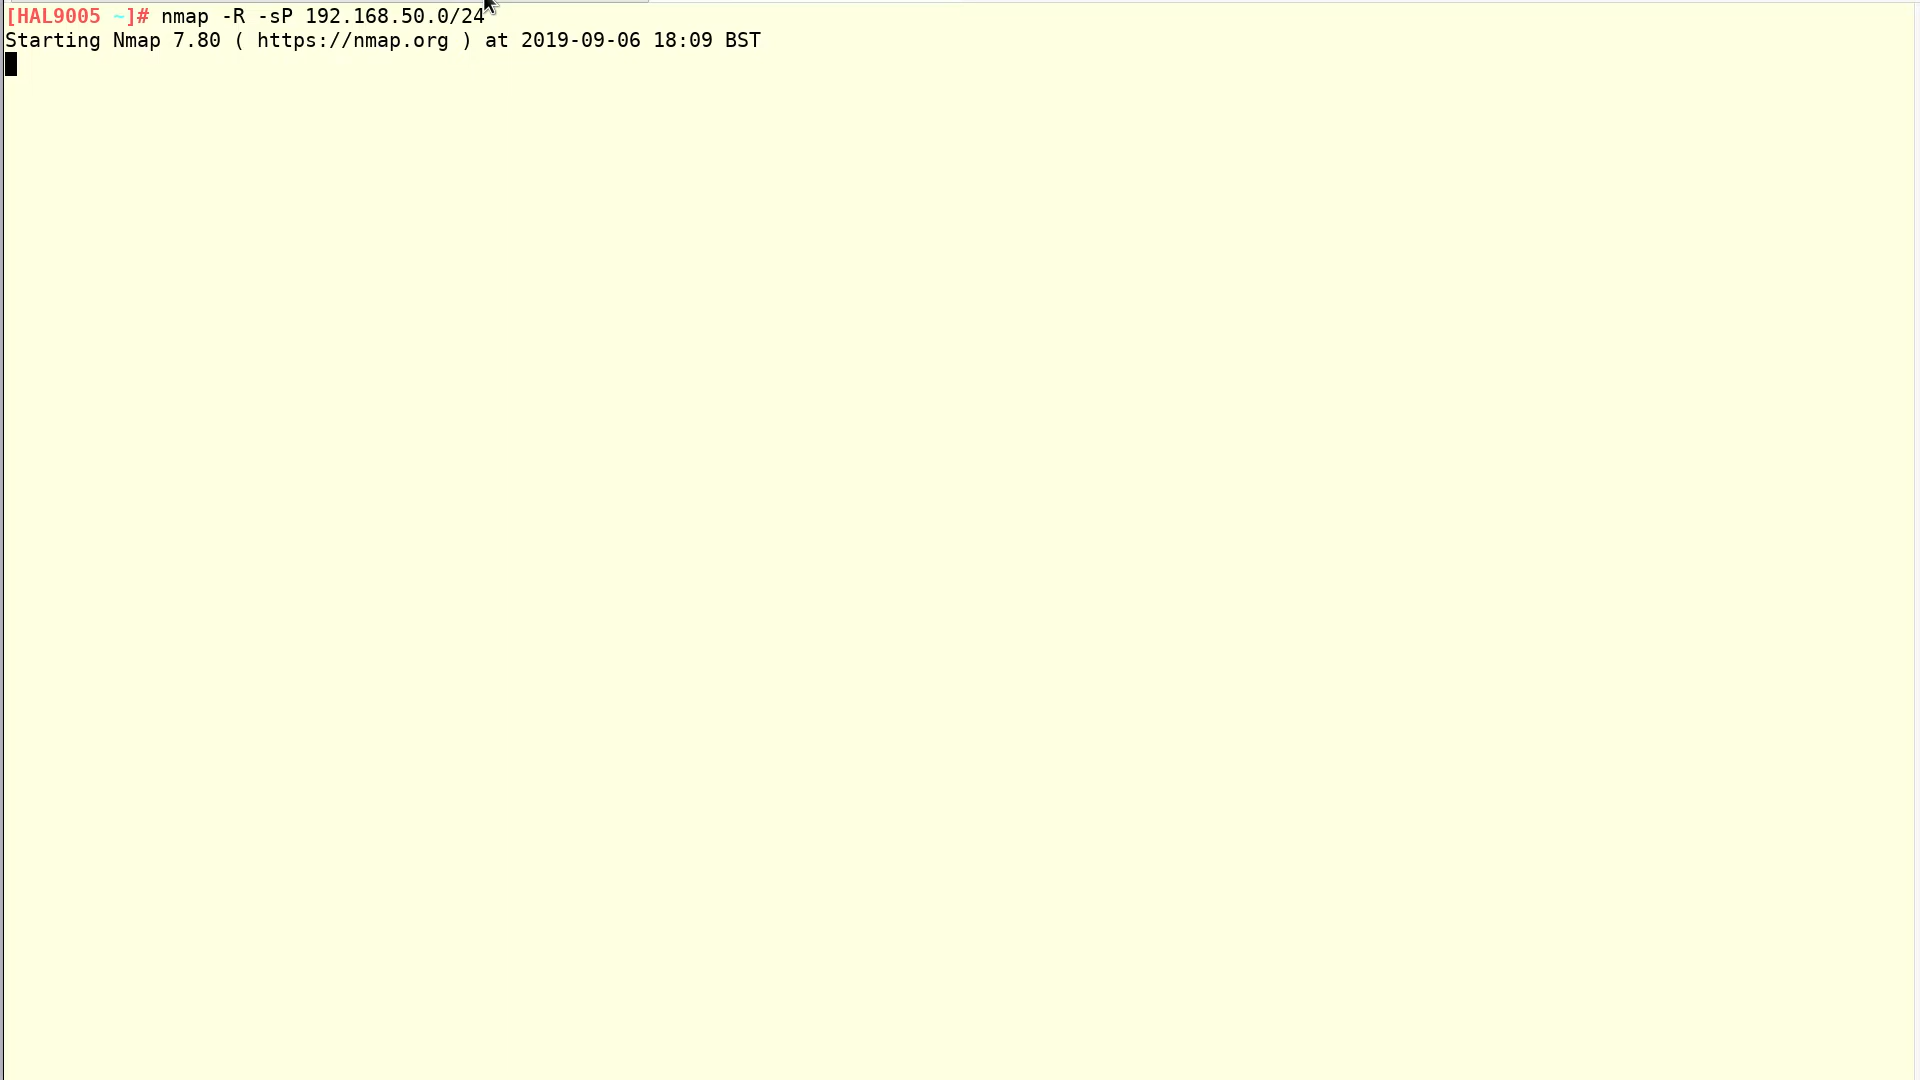 [HAL9005 ~]# nmap -R -sP 192.168.50.0/24
Starting Nmap 7.80 ( https://nmap.org ) at 2019-09-06 18:09 BST